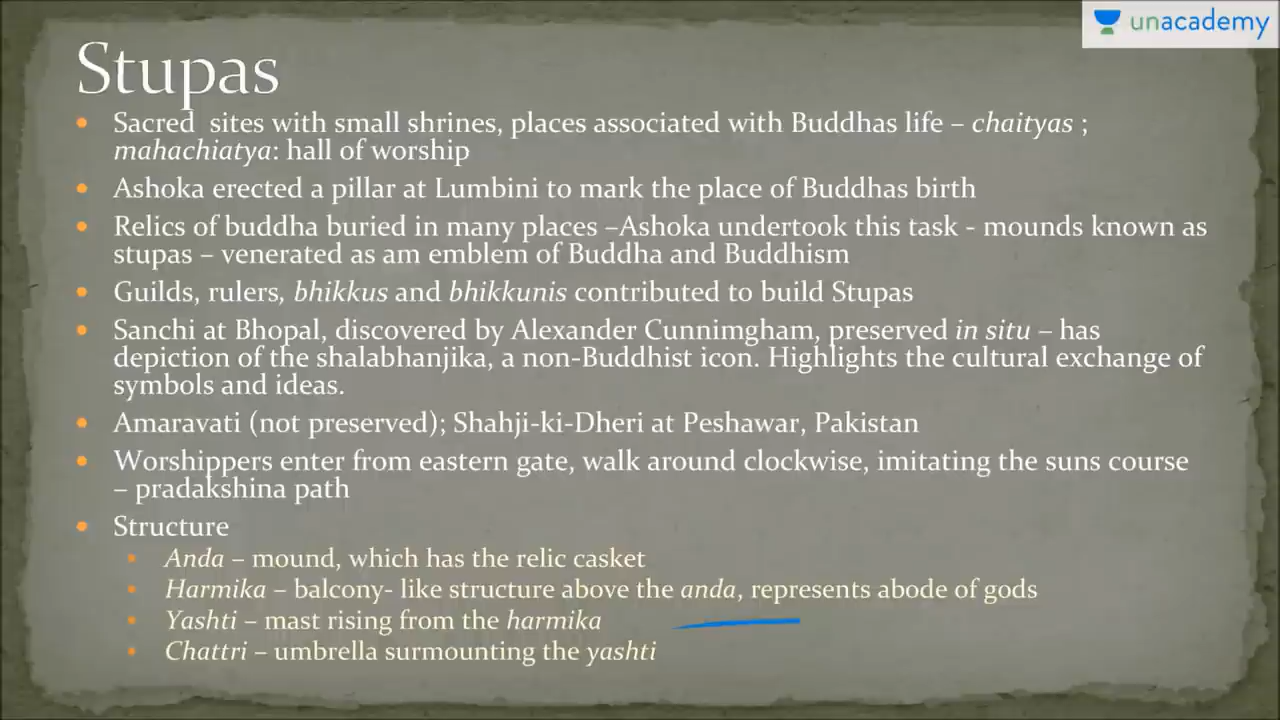 unacademy
Stupas
• Sacred sites with small shrines, places associated with Buddhas life – chaityas ;
mahachiatya: hall of worship
• Ashoka erected a pillar at Lumbini to mark the place of Buddhas birth
• Relics of buddha buried in many places –Ashoka undertook this task - mounds known as
stupas – venerated as am emblem of Buddha and Buddhism
• Guilds, rulers, bhikkus and bhikkunis contributed to build Stupas
• Sanchi at Bhopal, discovered by Alexander Cunnimgham, preserved in situ – has
depiction of the shalabhanjika, a non-Buddhist icon. Highlights the cultural exchange of
symbols and ideas.
• Amaravati (not preserved); Shahji-ki-Dheri at Peshawar, Pakistan
• Worshippers enter from eastern gate, walk around clockwise, imitating the suns course
– pradakshina path
• Structure
▪ Anda – mound, which has the relic casket
▪ Harmika – balcony- like structure above the anda, represents abode of gods
▪ Yashti – mast rising from the harmika
▪ Chattri – umbrella surmounting the yashti